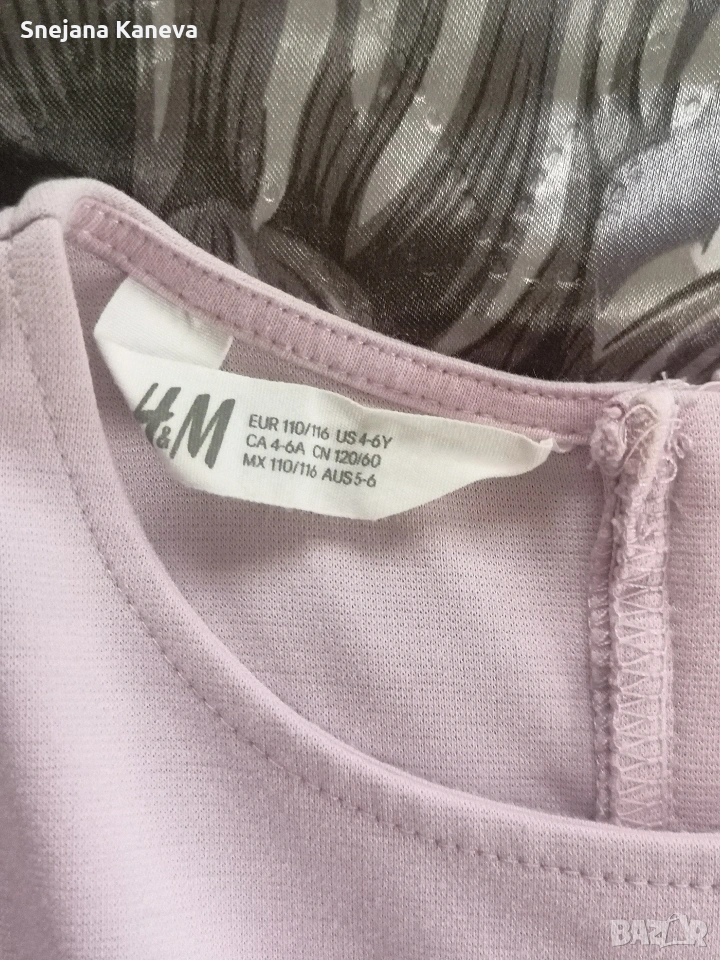 Snejana Kaneva
H&M
EUR 110/116 US 4-6Y
CA 4-6A CN 120/60
MX 110/116 AUS 5-6
BAZAR